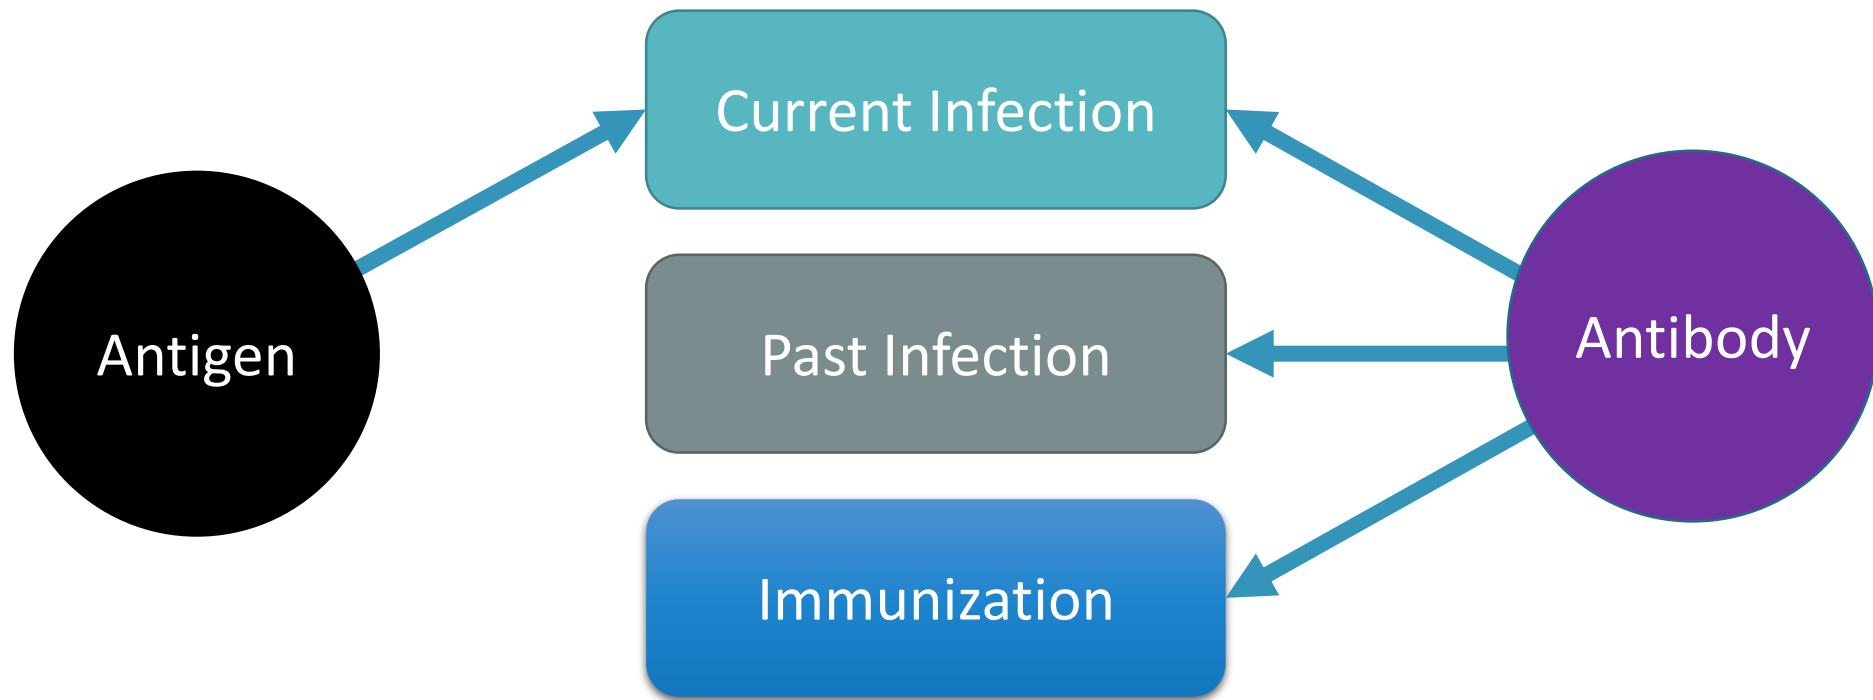 Current Infection
Antigen
Past Infection
Antibody
Immunization